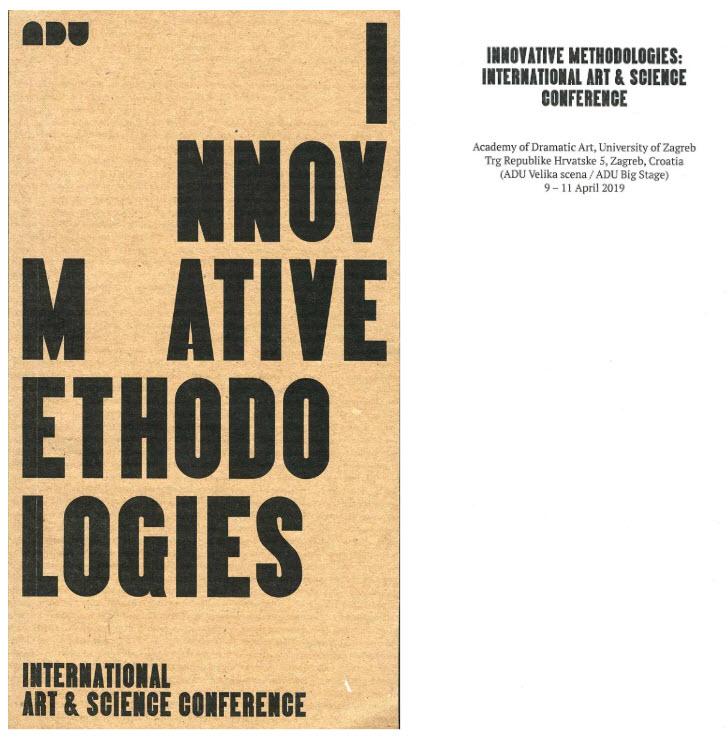 ADU
I
NNOV
M ATIVE
ETHODO
LOGIES
INTERNATIONAL
ART & SCIENCE CONFERENCE
INNOVATIVE METHODOLOGIES:
INTERNATIONAL ART & SCIENCE
CONFERENCE
Academy of Dramatic Art, University of Zagreb
Trg Republike Hrvatske 5, Zagreb, Croatia
(ADU Velika scena / ADU Big Stage)
9 – 11 April 2019